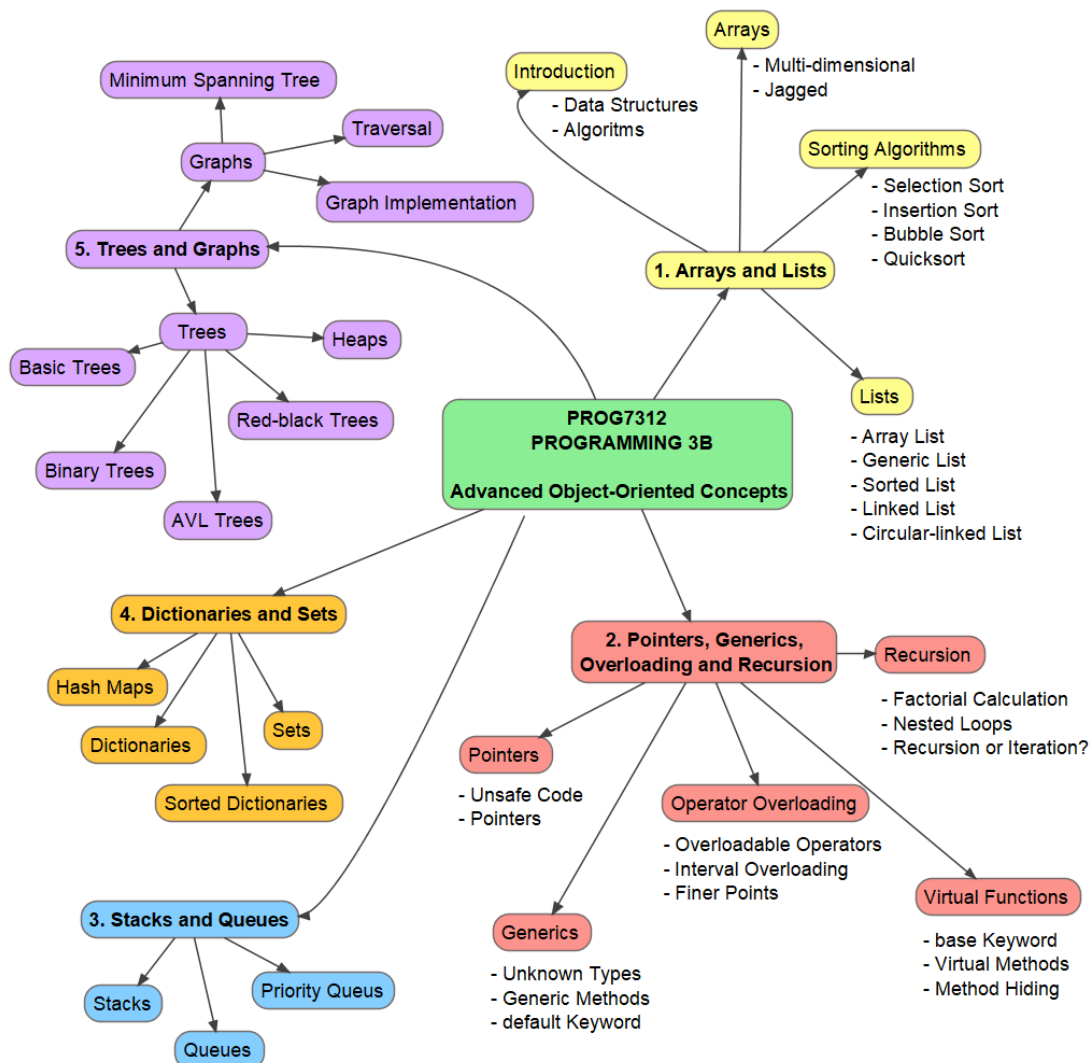 PROG7312
PROGRAMMING 3B
Advanced Object-Oriented Concepts
1. Arrays and Lists
Introduction
- Data Structures
- Algoritms
Arrays
- Multi-dimensional
- Jagged
Sorting Algorithms
- Selection Sort
- Insertion Sort
- Bubble Sort
- Quicksort
Lists
- Array List
- Generic List
- Sorted List
- Linked List
- Circular-linked List
2. Pointers, Generics,
Overloading and Recursion
Recursion
- Factorial Calculation
- Nested Loops
- Recursion or Iteration?
Pointers
- Unsafe Code
- Pointers
Operator Overloading
- Overloadable Operators
- Interval Overloading
- Finer Points
Generics
- Unknown Types
- Generic Methods
- default Keyword
Virtual Functions
- base Keyword
- Virtual Methods
- Method Hiding
3. Stacks and Queues
Stacks
Queues
Priority Queus
4. Dictionaries and Sets
Hash Maps
Dictionaries
Sorted Dictionaries
Sets
5. Trees and Graphs
Graphs
Minimum Spanning Tree
Traversal
Graph Implementation
Trees
Basic Trees
Binary Trees
AVL Trees
Red-black Trees
Heaps